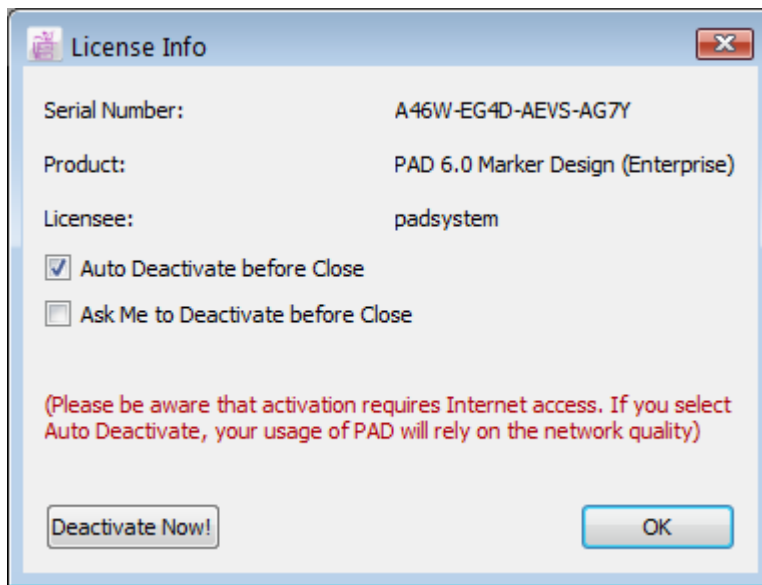 License Info
Serial Number: A46W-EG4D-AEVS-AG7Y
Product: PAD 6.0 Marker Design (Enterprise)
Licensee: padsystem
Auto Deactivate before Close
Ask Me to Deactivate before Close
(Please be aware that activation requires Internet access. If you select
Auto Deactivate, your usage of PAD will rely on the network quality)
Deactivate Now! OK